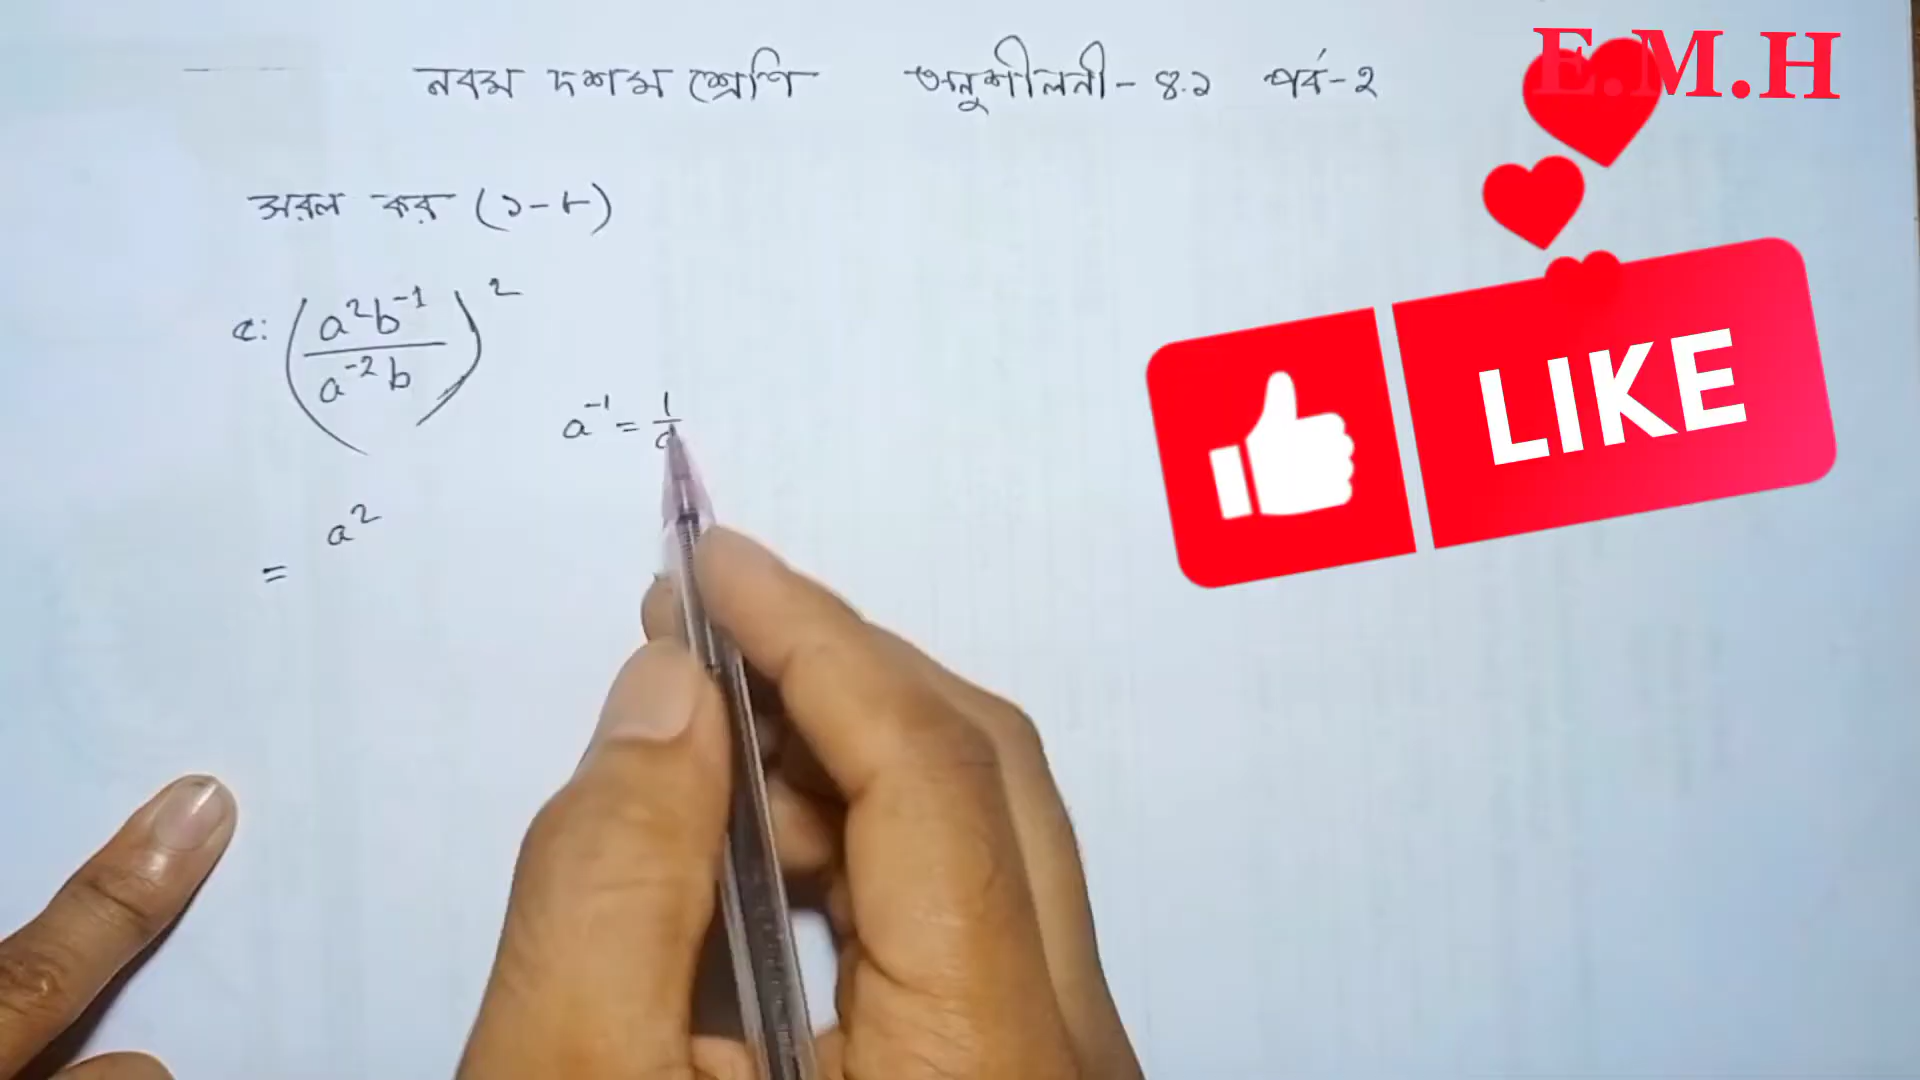 নবম দশম শ্রেণি অনুশীলনী - ৪.১ পর্ব - ২
E.M.H
সরল কর (১-৮)
৫: (a²b⁻¹ / a⁻²b)²
LIKE
a⁻¹ = 1/a
= a²